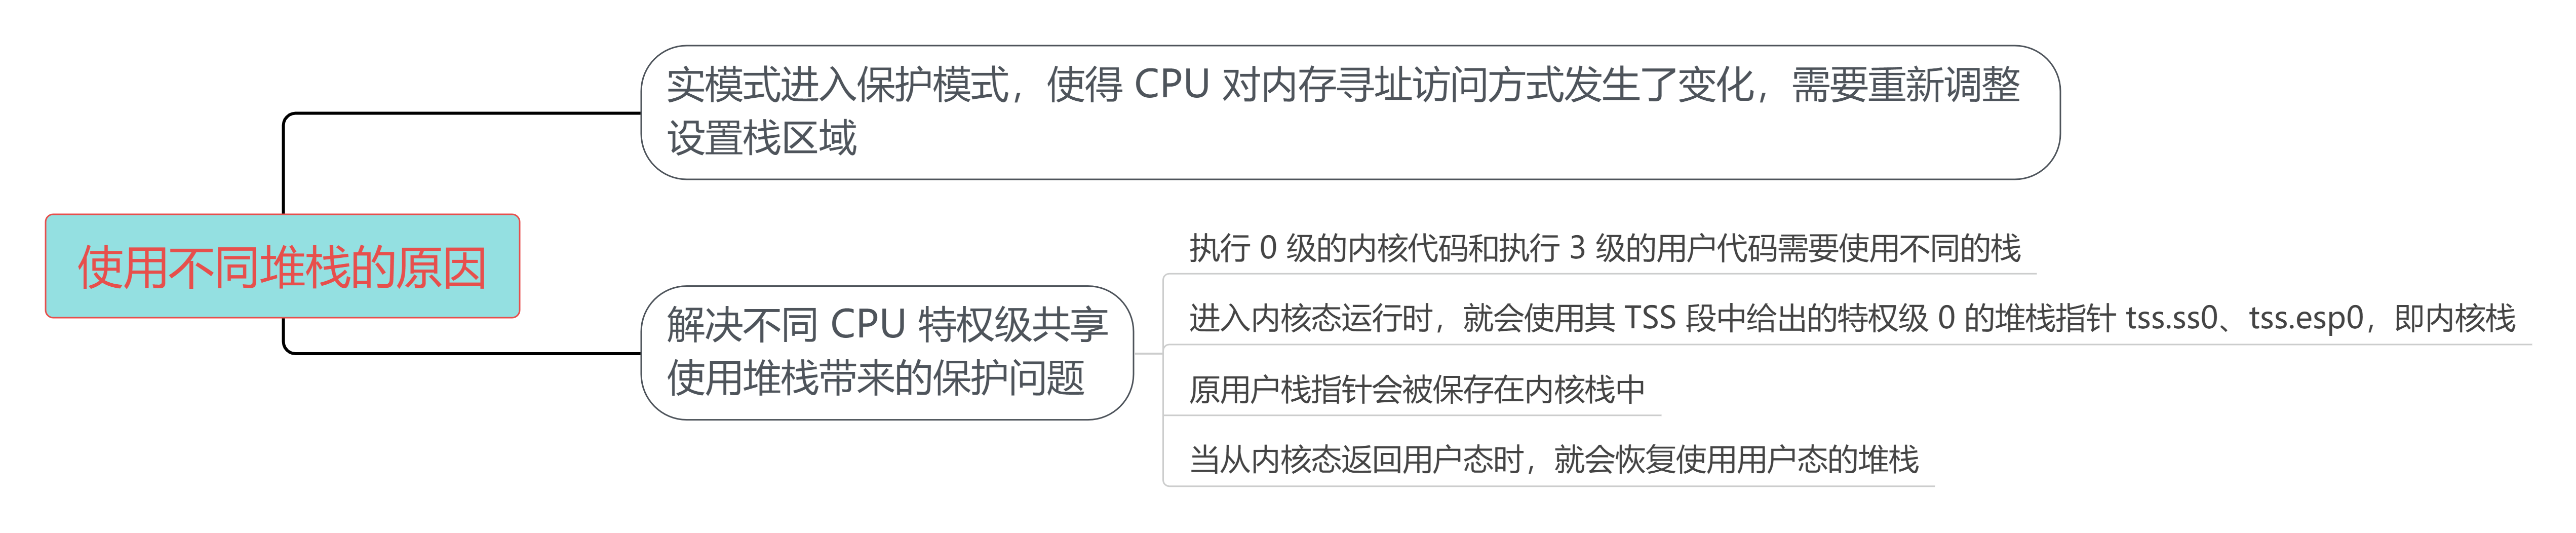 使用不同堆栈的原因
实模式进入保护模式，使得 CPU 对内存寻址访问方式发生了变化，需要重新调整
设置栈区域
解决不同 CPU 特权级共享
使用堆栈带来的保护问题
执行 0 级的内核代码和执行 3 级的用户代码需要使用不同的栈
进入内核态运行时，就会使用其 TSS 段中给出的特权级 0 的堆栈指针 tss.ss0、tss.esp0，即内核栈
原用户栈指针会被保存在内核栈中
当从内核态返回用户态时，就会恢复使用用户态的堆栈